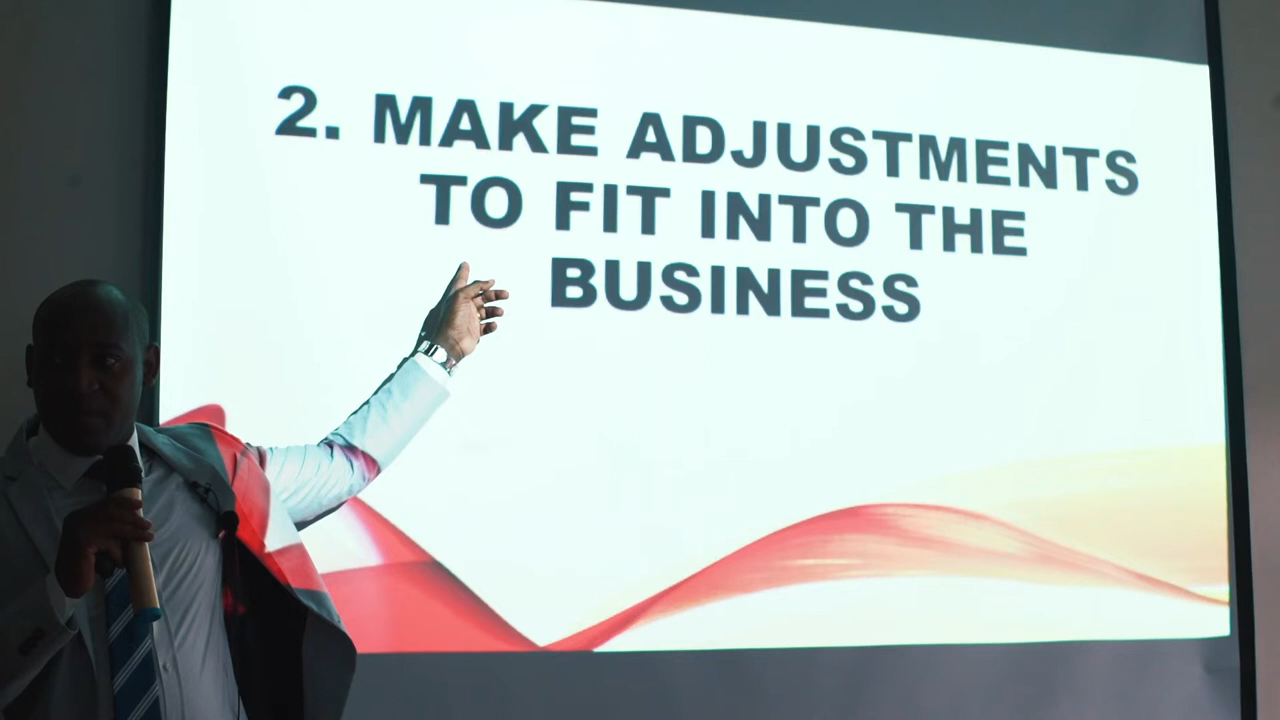 2. MAKE ADJUSTMENTS
TO FIT INTO THE
BUSINESS